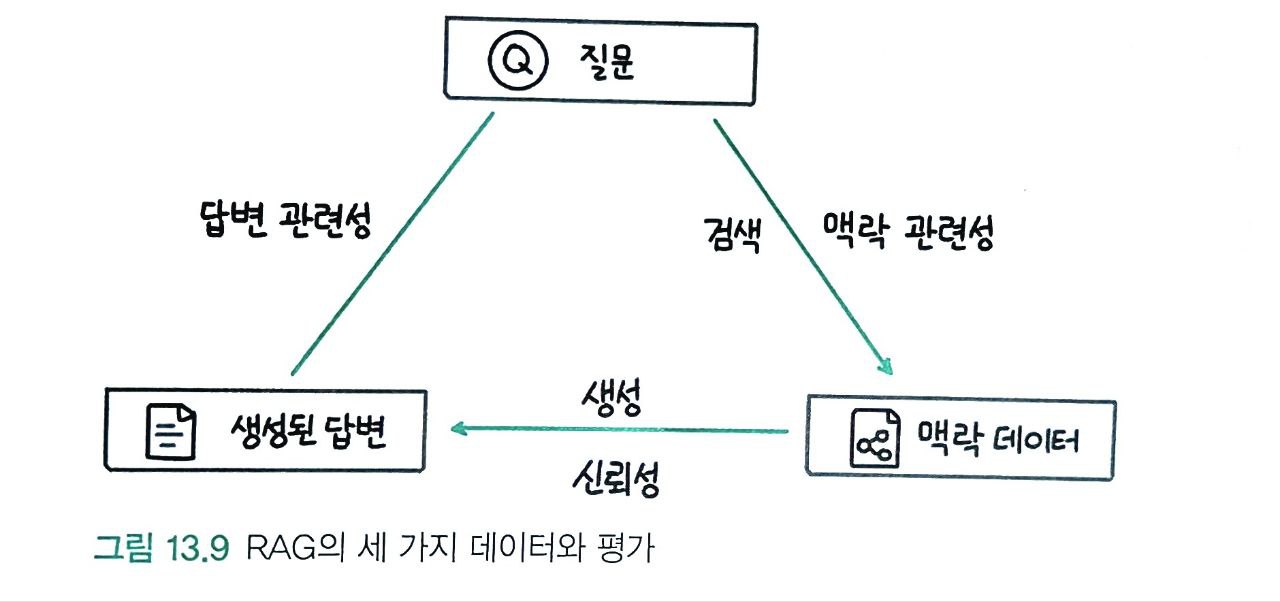 Q 질문
답변 관련성
검색 맥락 관련성
생성
생성된 답변
맥락 데이터
신뢰성
그림 13.9 RAG의 세 가지 데이터와 평가